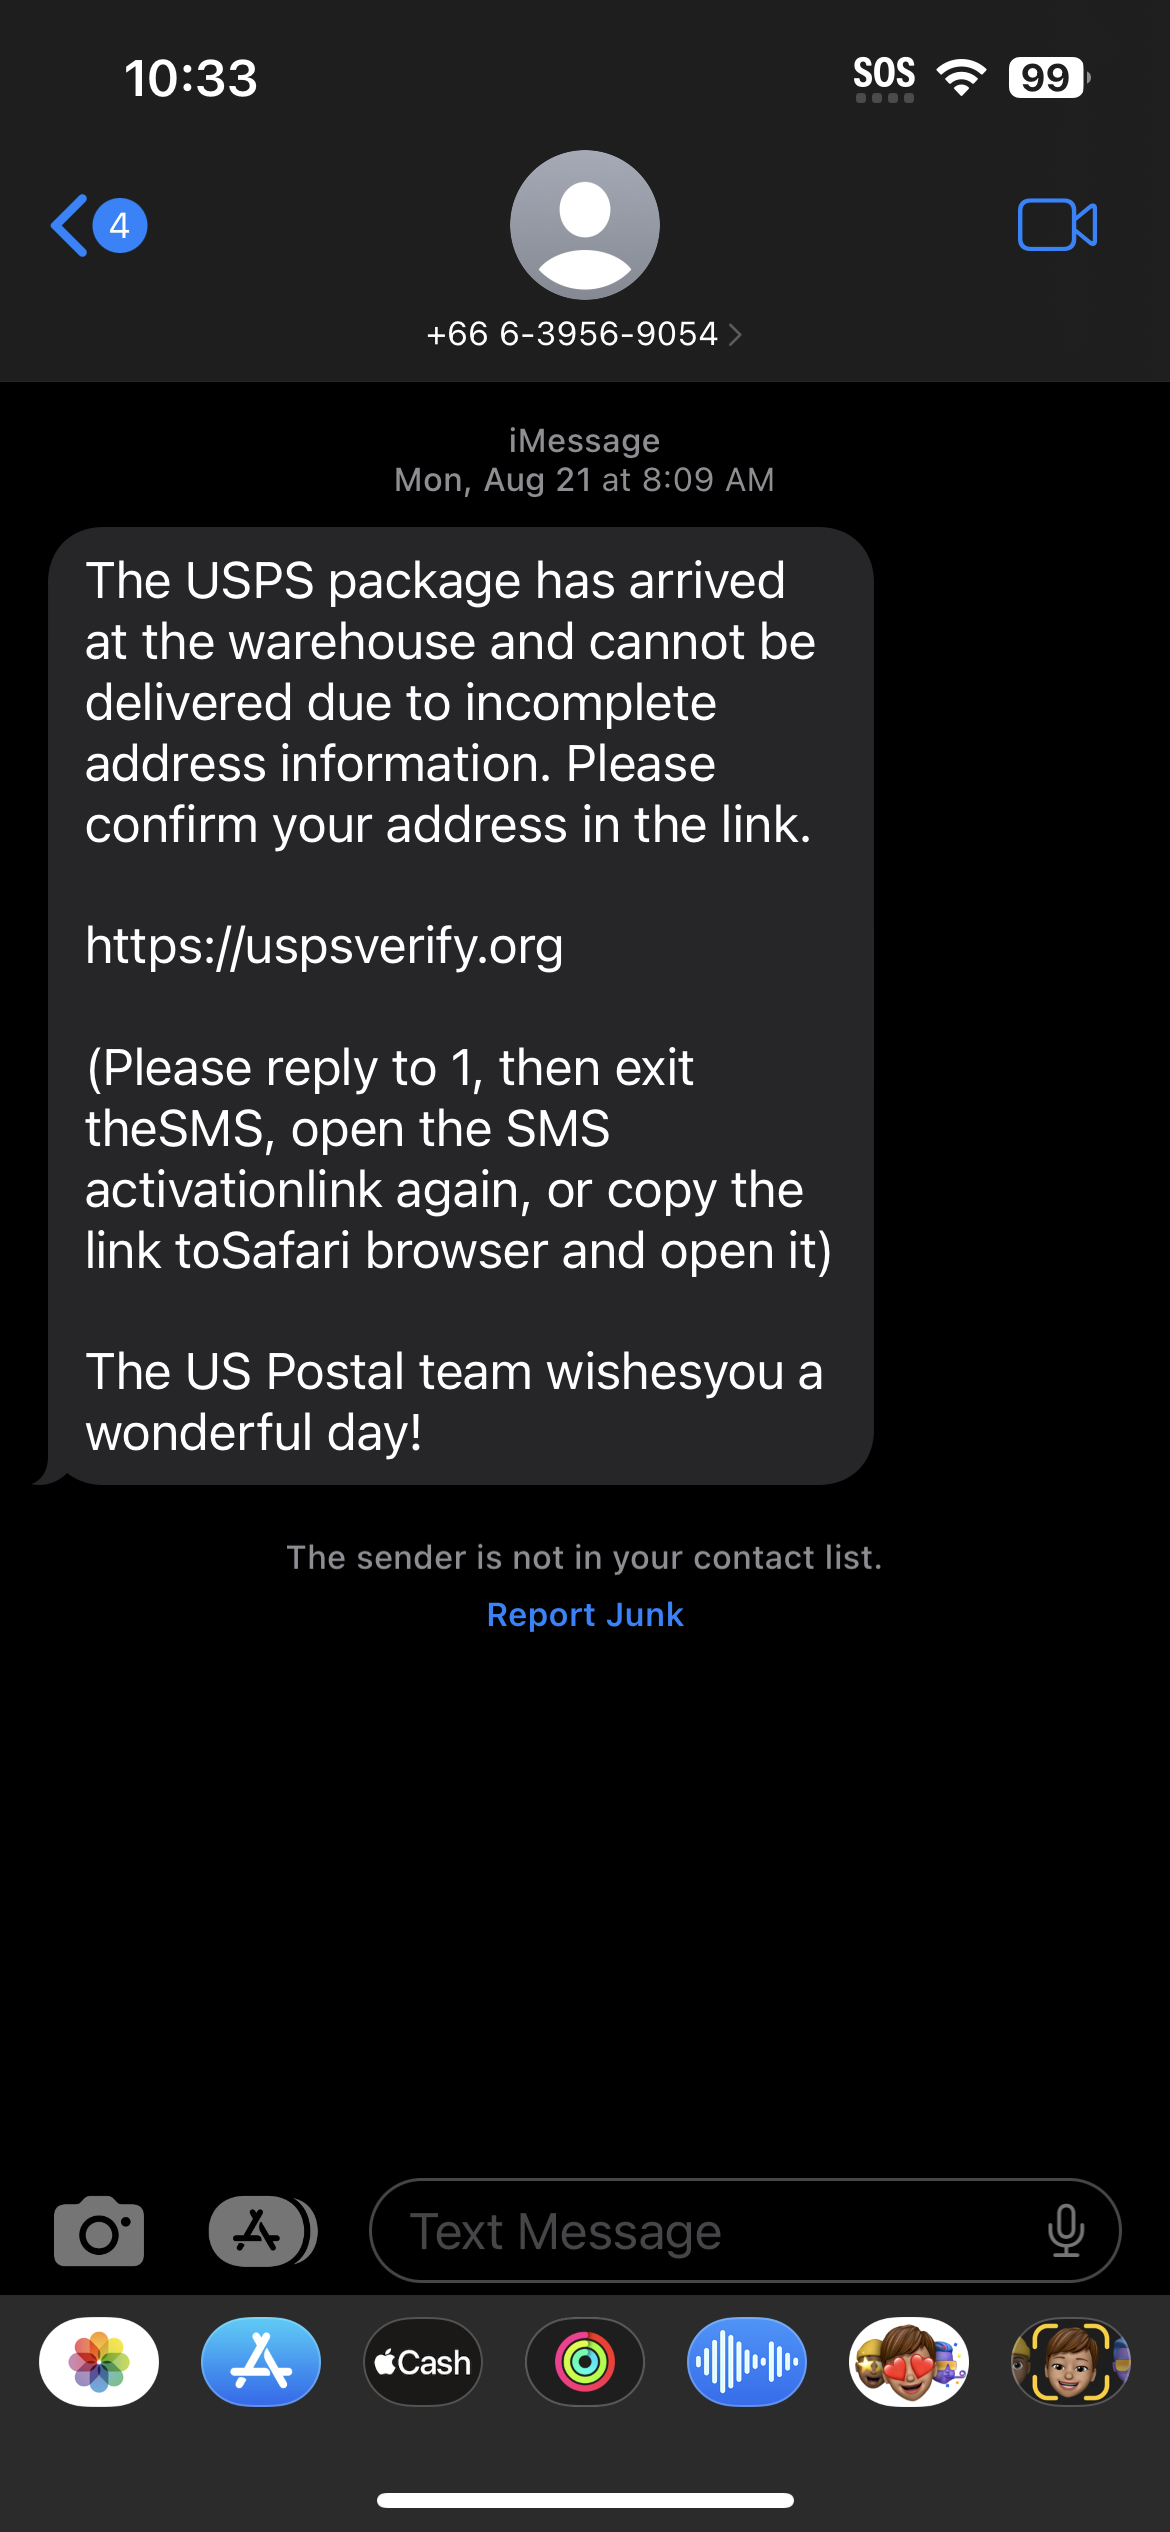 10:33
SOS
99
4
+66 6-3956-9054
iMessage
Mon, Aug 21 at 8:09 AM
The USPS package has arrived
at the warehouse and cannot be
delivered due to incomplete
address information. Please
confirm your address in the link.
https://uspsverify.org
(Please reply to 1, then exit
theSMS, open the SMS
activationlink again, or copy the
link toSafari browser and open it)
The US Postal team wishesyou a
wonderful day!
The sender is not in your contact list.
Report Junk
Text Message
Cash